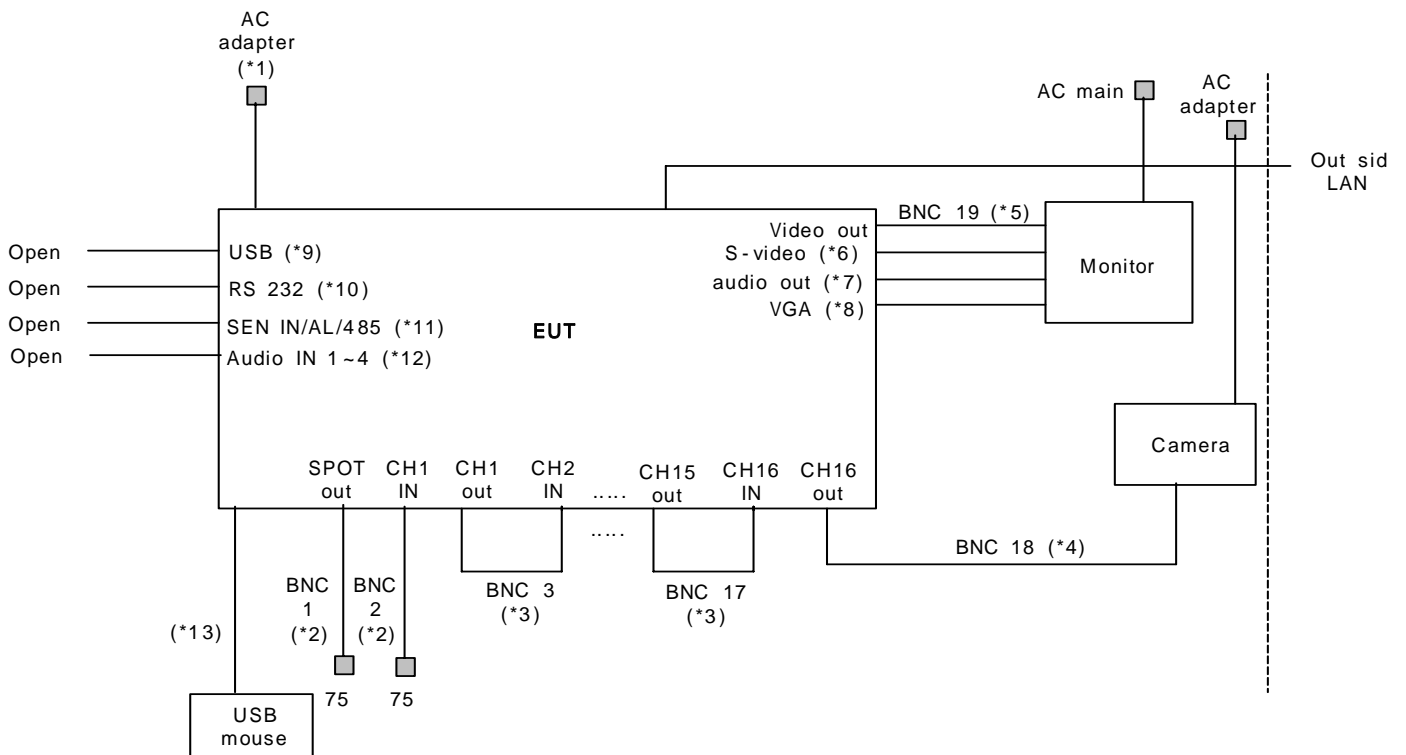 AC
adapter
(*1)
AC main
AC
adapter
Out sid
LAN
BNC 19 (*5)
Video out
S-video (*6)
audio out (*7)
VGA (*8)
Monitor
Open
USB (*9)
Open
RS 232 (*10)
Open
SEN IN/AL/485 (*11)
Open
Audio IN 1~4 (*12)
EUT
Camera
SPOT
out
CH1
IN
CH1
out
CH2
IN
.....
.....
CH15
out
CH16
IN
CH16
out
BNC 18 (*4)
BNC
1
(*2)
BNC
2
(*2)
BNC 3
(*3)
BNC 17
(*3)
(*13)
75
75
USB
mouse